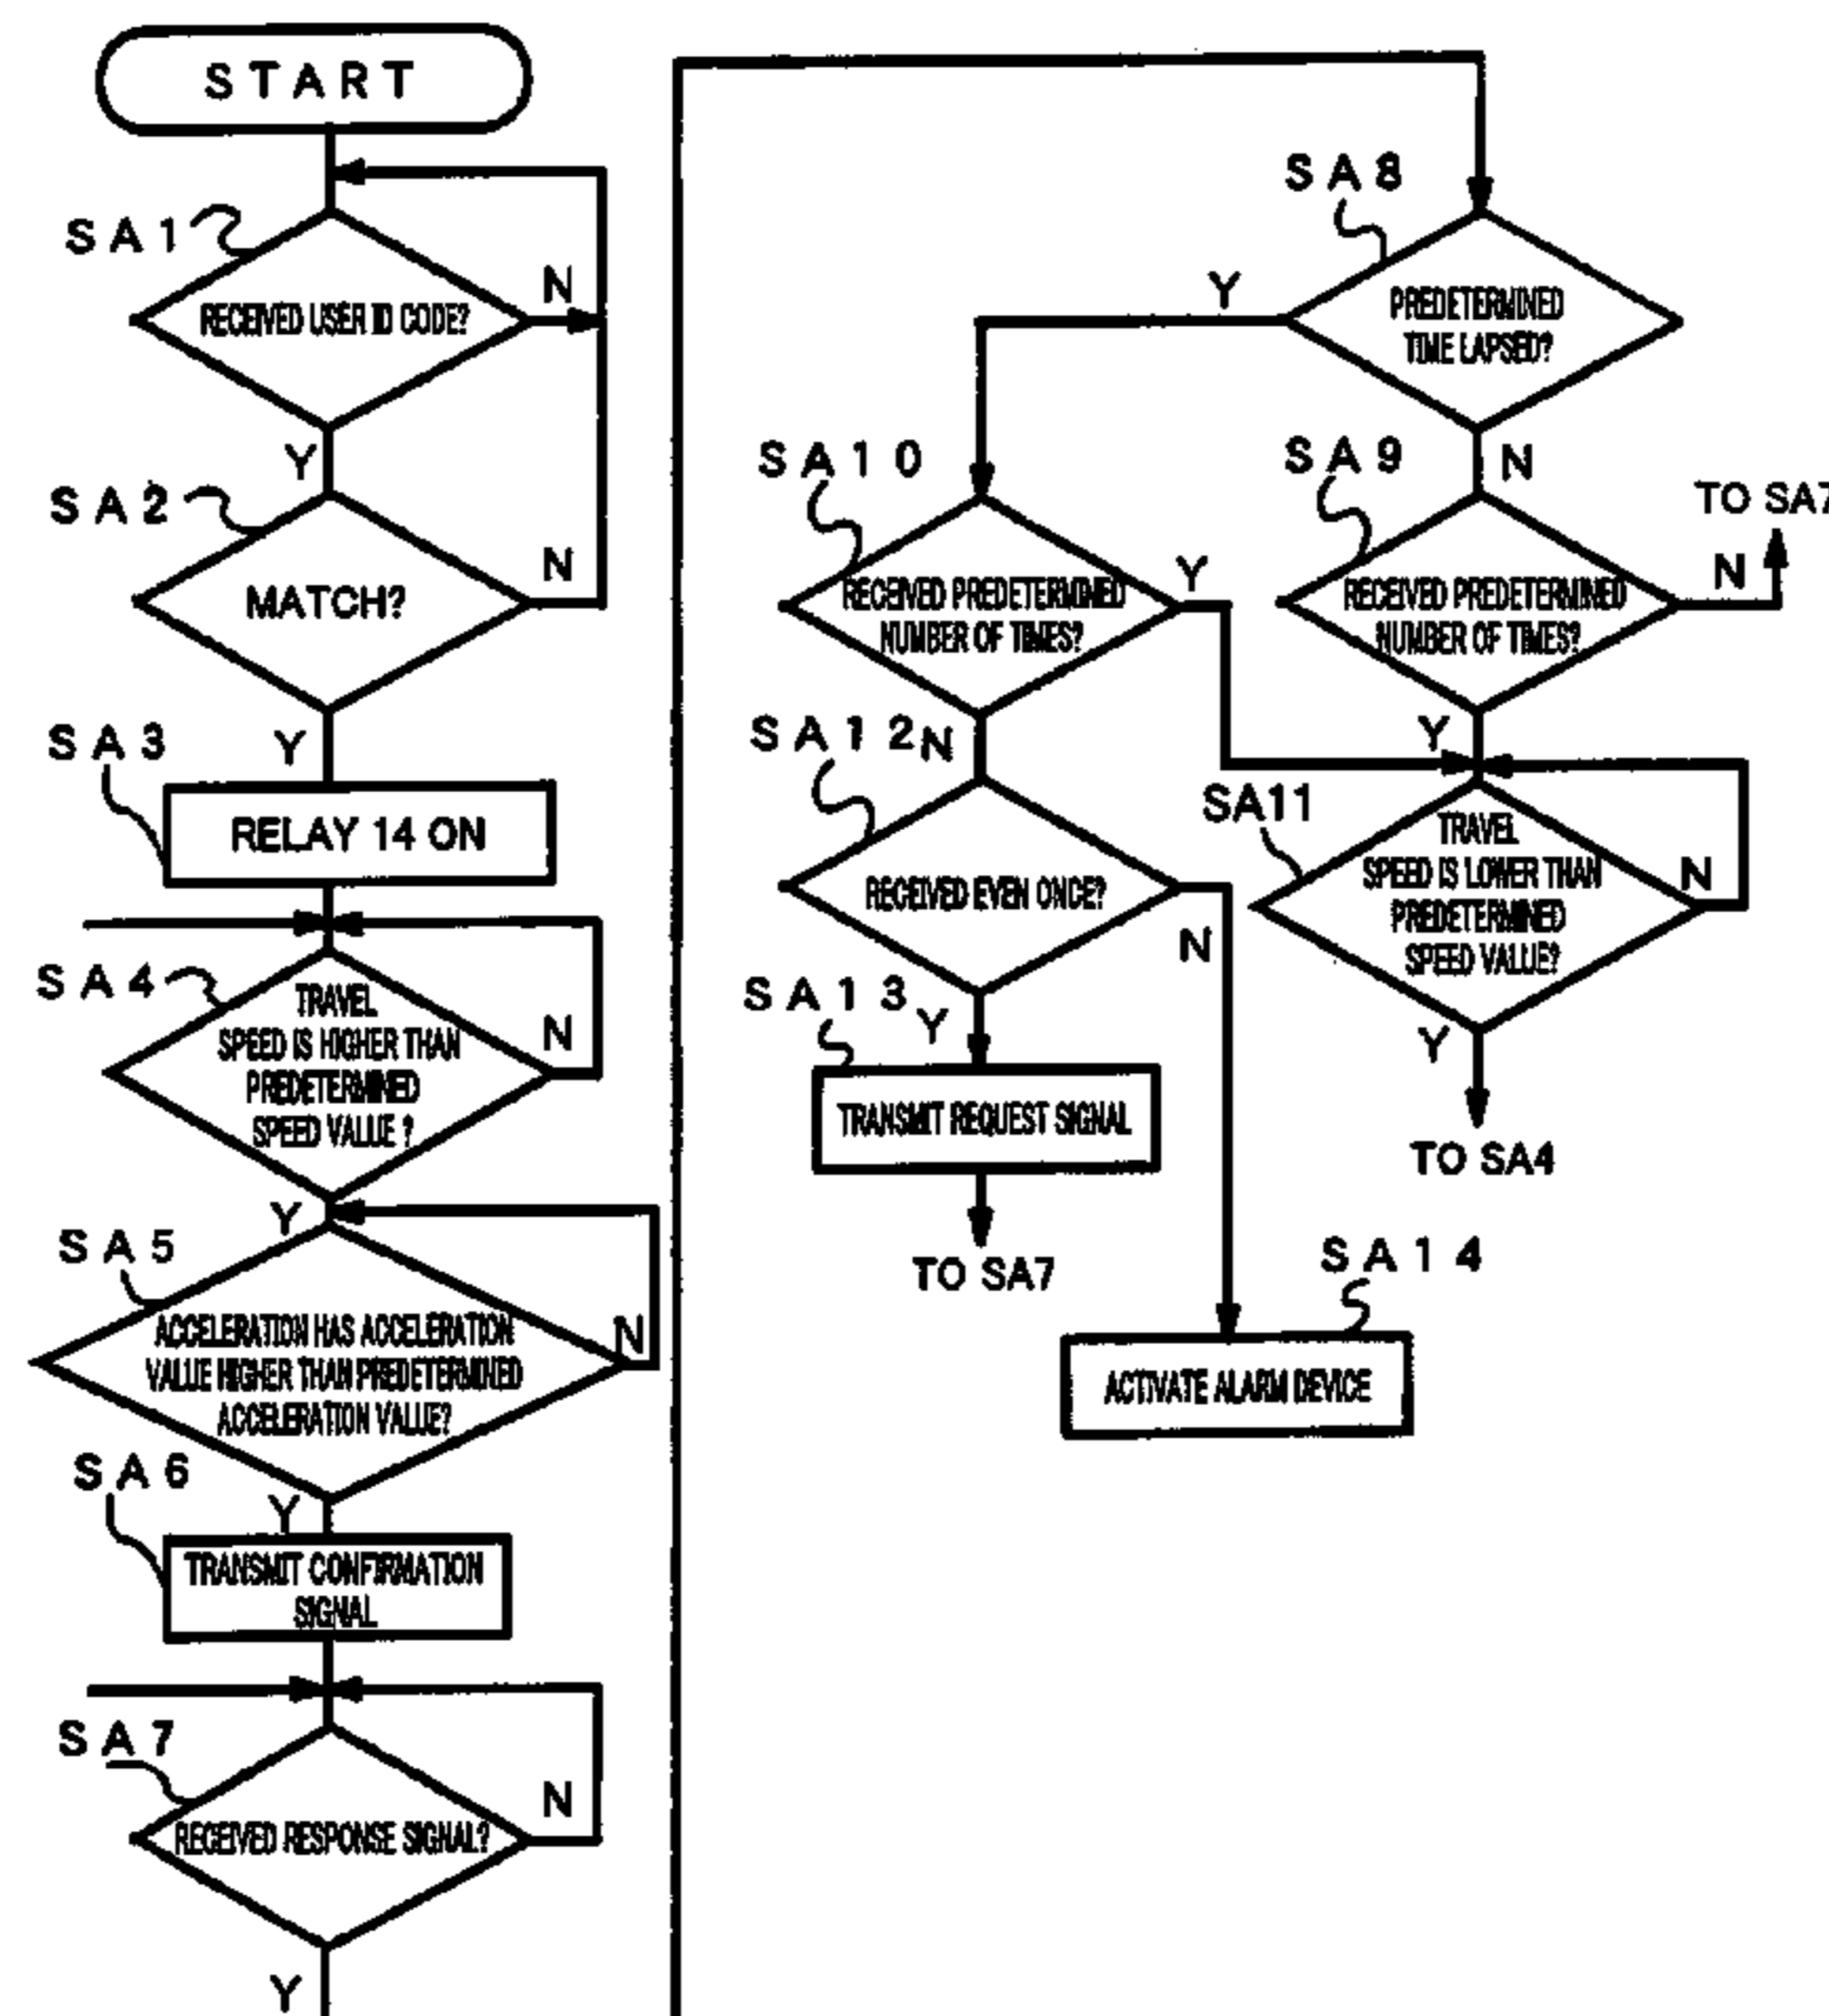 START
SA1
RECEIVED USER ID CODE?
N
Y
SA2
MATCH?
N
Y
SA3
RELAY 14 ON
SA4
TRAVEL
SPEED IS HIGHER THAN
PREDETERMINED
SPEED VALUE ?
N
Y
SA5
ACCELERATION HAS ACCELERATION
VALUE HIGHER THAN PREDETERMINED
ACCELERATION VALUE?
N
Y
SA6
TRANSMIT CONFIRMATION
SIGNAL
SA7
RECEIVED RESPONSE SIGNAL?
N
Y
SA8
PREDETERMINED
TIME LAPSED?
Y
N
SA9
RECEIVED PREDETERMINED
NUMBER OF TIMES?
N
TO SA7
Y
SA10
RECEIVED PREDETERMINED
NUMBER OF TIMES?
Y
N
SA11
TRAVEL
SPEED IS LOWER THAN
PREDETERMINED
SPEED VALUE?
N
Y
TO SA4
SA12
RECEIVED EVEN ONCE?
N
Y
SA13
TRANSMIT REQUEST SIGNAL
TO SA7
SA14
ACTIVATE ALARM DEVICE